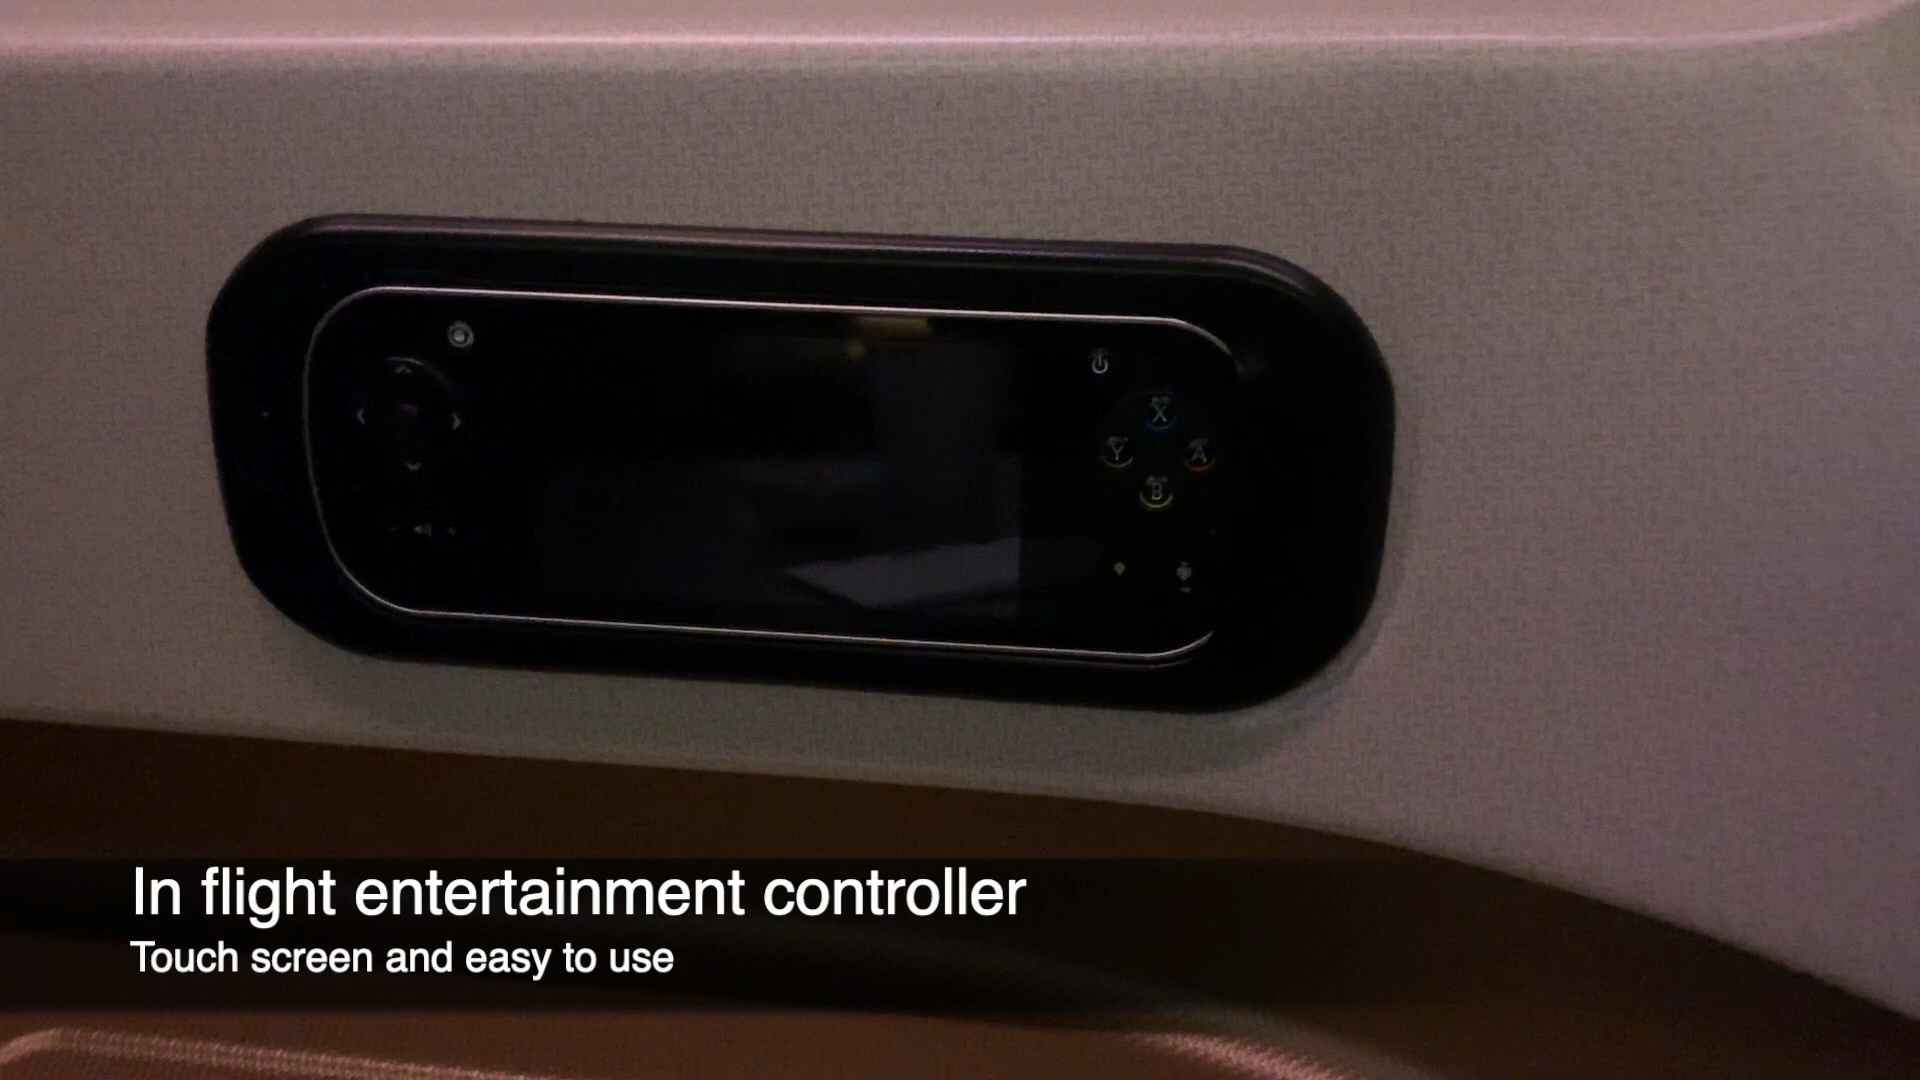 X
Y A
B
In flight entertainment controller
Touch screen and easy to use